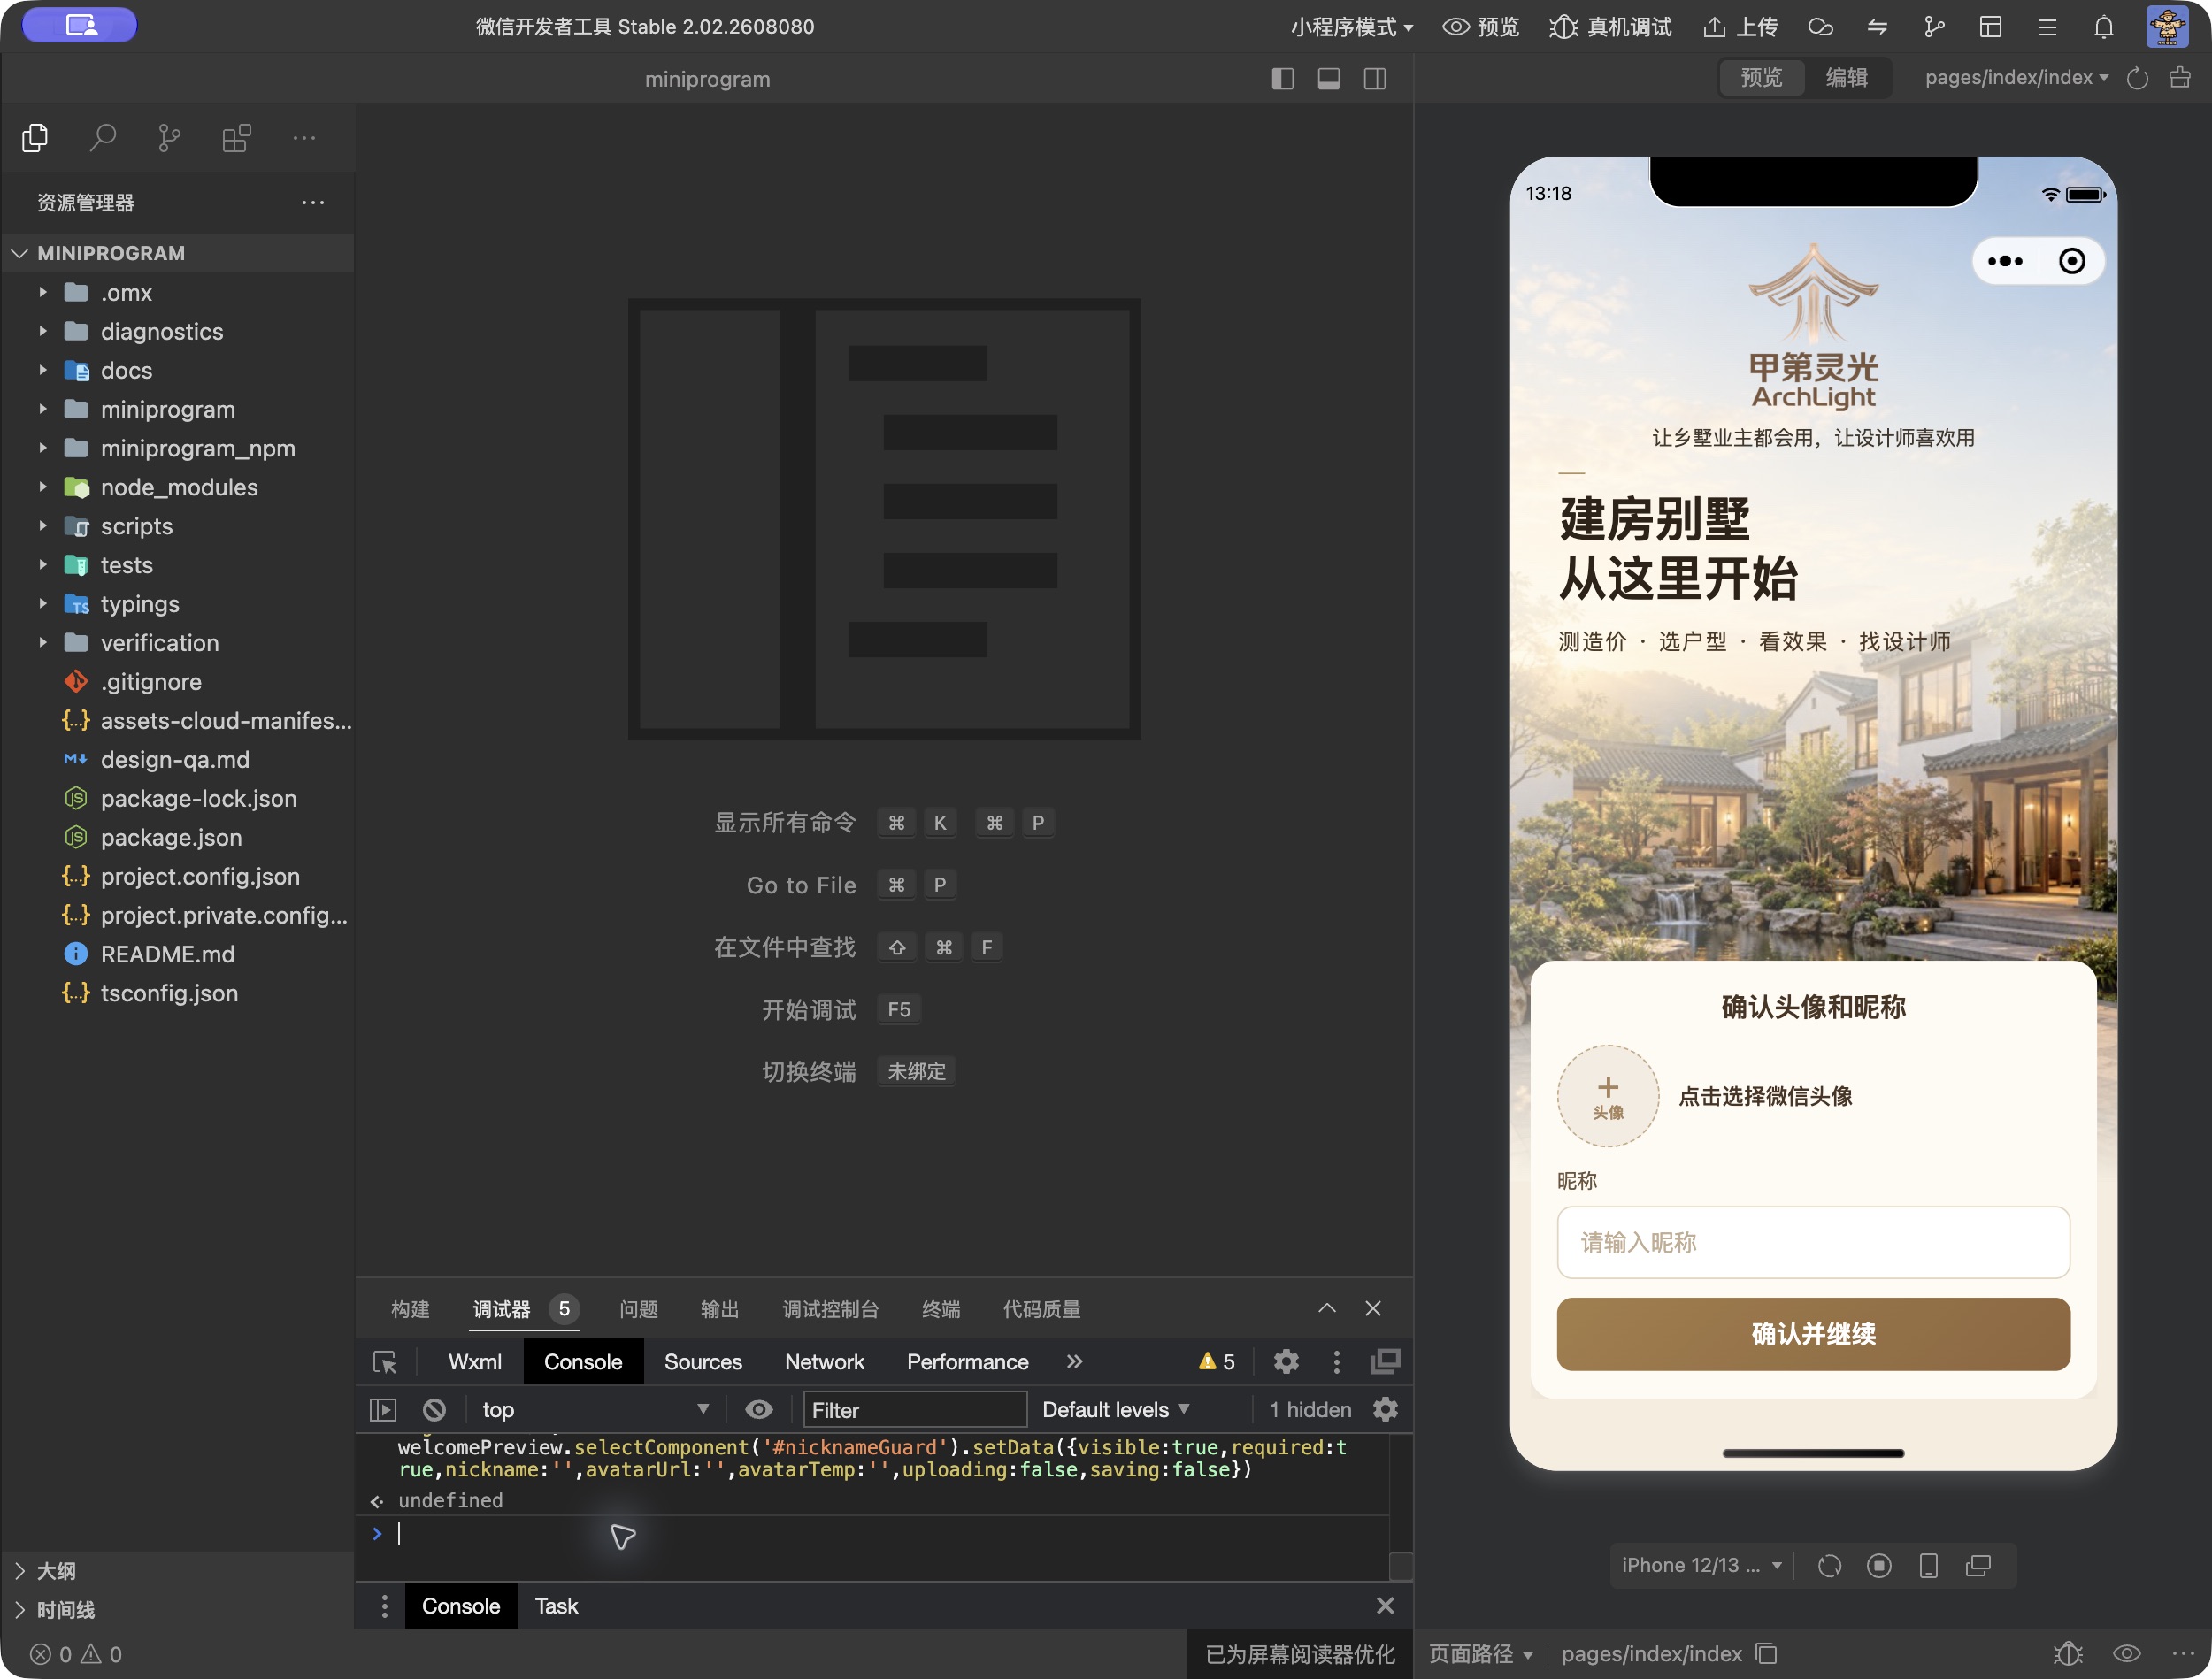 微信开发者工具 Stable 2.02.2608080
小程序模式
预览
真机调试
上传
miniprogram
预览
编辑
pages/index/index
资源管理器
MINIPROGRAM
.omx
diagnostics
docs
miniprogram
miniprogram_npm
node_modules
scripts
tests
typings
verification
.gitignore
assets-cloud-manifes...
design-qa.md
package-lock.json
package.json
project.config.json
project.private.config...
README.md
tsconfig.json
大纲
时间线
0
0
显示所有命令 ⌘ K ⌘ P
Go to File ⌘ P
在文件中查找 ⇧ ⌘ F
开始调试 F5
切换终端 未绑定
构建
调试器 5
问题
输出
调试控制台
终端
代码质量
Wxml
Console
Sources
Network
Performance
5
top
Filter
Default levels
1 hidden
welcomePreview.selectComponent('#nicknameGuard').setData({visible:true,required:t
rue,nickname:'',avatarUrl:'',avatarTemp:'',uploading:false,saving:false})
undefined
Console
Task
已为屏幕阅读器优化
13:18
甲第灵光
ArchLight
让乡墅业主都会用，让设计师喜欢用
建房别墅
从这里开始
测造价 · 选户型 · 看效果 · 找设计师
确认头像和昵称
头像
点击选择微信头像
昵称
请输入昵称
确认并继续
iPhone 12/13 ...
页面路径
pages/index/index